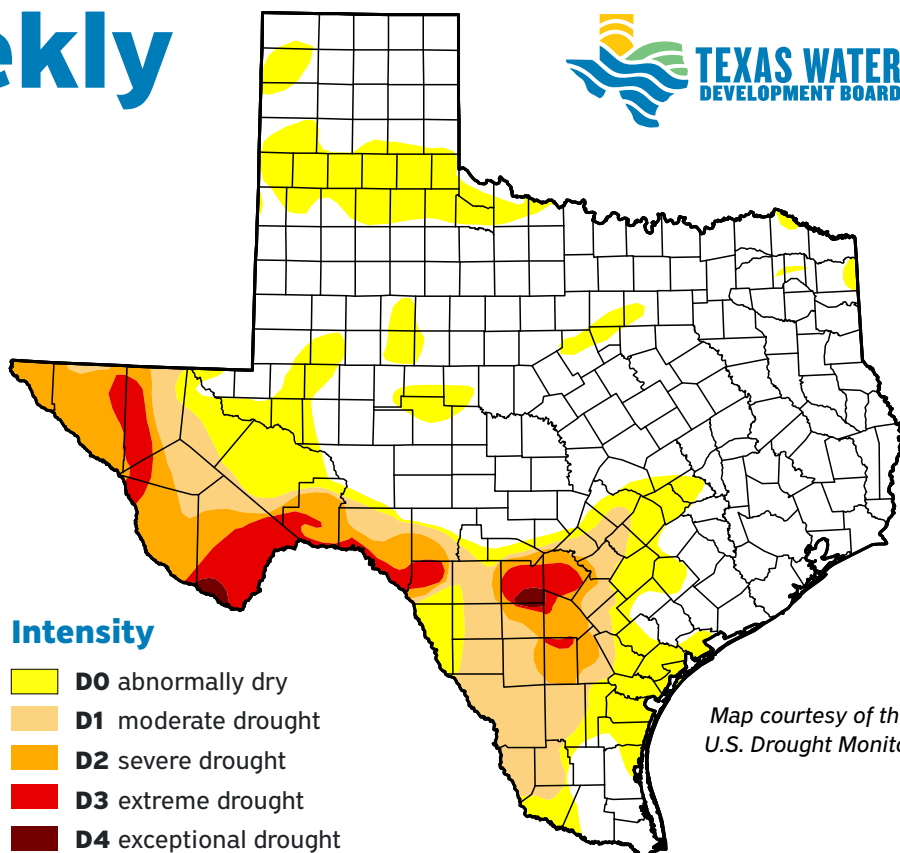 ekly
TEXAS WATER
DEVELOPMENT BOARD
Intensity
D0 abnormally dry
D1 moderate drought
D2 severe drought
D3 extreme drought
D4 exceptional drought
Map courtesy of th
U.S. Drought Monito